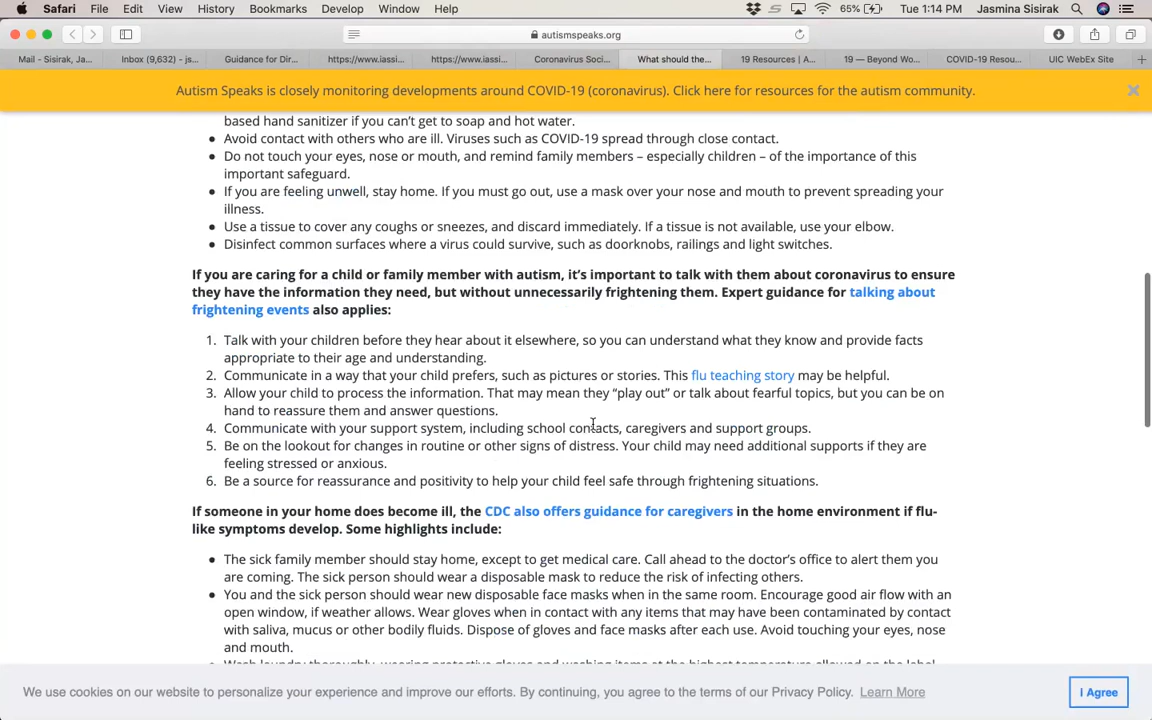 Safari File Edit View History Bookmarks Develop Window Help 65% Tue 1:14 PM Jasmina Sisirak
autismspeaks.org
Mail - Sisirak, Ja... Inbox (9,632) - js... Guidance for Dir... https://www.iassi... https://www.iassi... Coronavirus Soci... What should the... 19 Resources | A... 19 — Beyond Wo... COVID-19 Resou... UIC WebEx Site
Autism Speaks is closely monitoring developments around COVID-19 (coronavirus). Click here for resources for the autism community.
based hand sanitizer if you can't get to soap and hot water.
• Avoid contact with others who are ill. Viruses such as COVID-19 spread through close contact.
• Do not touch your eyes, nose or mouth, and remind family members – especially children – of the importance of this
important safeguard.
• If you are feeling unwell, stay home. If you must go out, use a mask over your nose and mouth to prevent spreading your
illness.
• Use a tissue to cover any coughs or sneezes, and discard immediately. If a tissue is not available, use your elbow.
• Disinfect common surfaces where a virus could survive, such as doorknobs, railings and light switches.
If you are caring for a child or family member with autism, it's important to talk with them about coronavirus to ensure
they have the information they need, but without unnecessarily frightening them. Expert guidance for talking about
frightening events also applies:
1. Talk with your children before they hear about it elsewhere, so you can understand what they know and provide facts
appropriate to their age and understanding.
2. Communicate in a way that your child prefers, such as pictures or stories. This flu teaching story may be helpful.
3. Allow your child to process the information. That may mean they “play out” or talk about fearful topics, but you can be on
hand to reassure them and answer questions.
4. Communicate with your support system, including school contacts, caregivers and support groups.
5. Be on the lookout for changes in routine or other signs of distress. Your child may need additional supports if they are
feeling stressed or anxious.
6. Be a source for reassurance and positivity to help your child feel safe through frightening situations.
If someone in your home does become ill, the CDC also offers guidance for caregivers in the home environment if flu-
like symptoms develop. Some highlights include:
• The sick family member should stay home, except to get medical care. Call ahead to the doctor's office to alert them you
are coming. The sick person should wear a disposable mask to reduce the risk of infecting others.
• You and the sick person should wear new disposable face masks when in the same room. Encourage good air flow with an
open window, if weather allows. Wear gloves when in contact with any items that may have been contaminated by contact
with saliva, mucus or other bodily fluids. Dispose of gloves and face masks after each use. Avoid touching your eyes, nose
and mouth.
• Wash laundry thoroughly, wearing protective gloves and washing items at the highest temperature allowed on the label
We use cookies on our website to personalize your experience and improve our efforts. By continuing, you agree to the terms of our Privacy Policy. Learn More I Agree